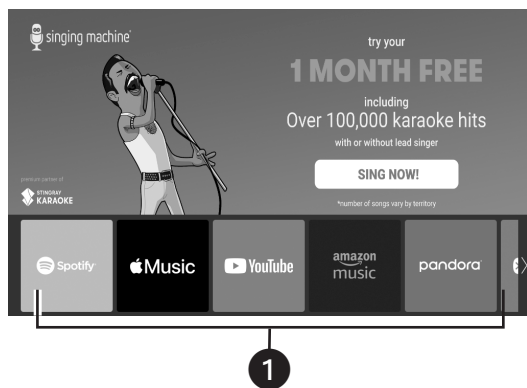 singing machine®
try your
1 MONTH FREE
including
Over 100,000 karaoke hits
with or without lead singer
SING NOW!
*number of songs vary by territory
premium partner of
STINGRAY
KARAOKE
Spotify®
Music
YouTube
amazon
music
pandora®
1